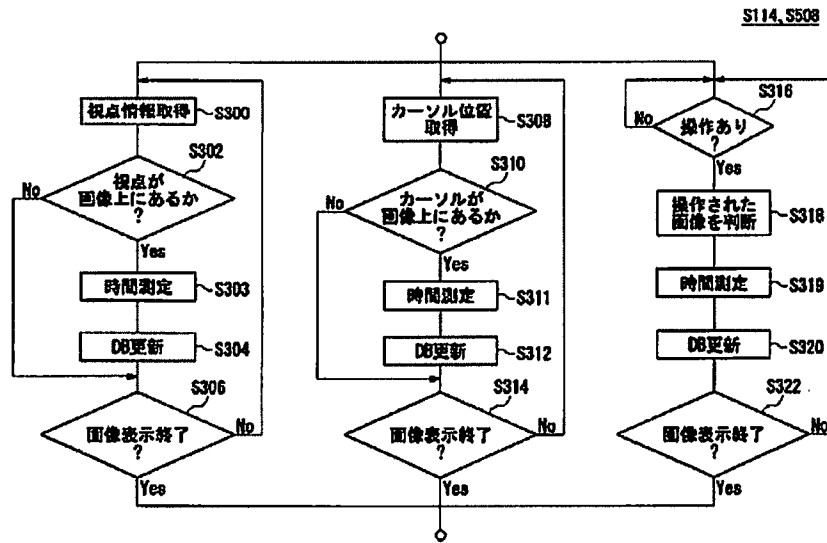 S114,S508
視点情報取得
S300
S302
視点が
画像上にあるか
?
No
Yes
時間測定
S303
DB更新
S304
S306
画像表示終了
?
No
Yes
カーソル位置
取得
S308
S310
カーソルが
画像上にあるか
?
No
Yes
時間測定
S311
DB更新
S312
S314
画像表示終了
?
No
Yes
S316
操作あり
?
No
Yes
操作された
画像を判断
S318
時間測定
S319
DB更新
S320
S322
画像表示終了
?
No
Yes